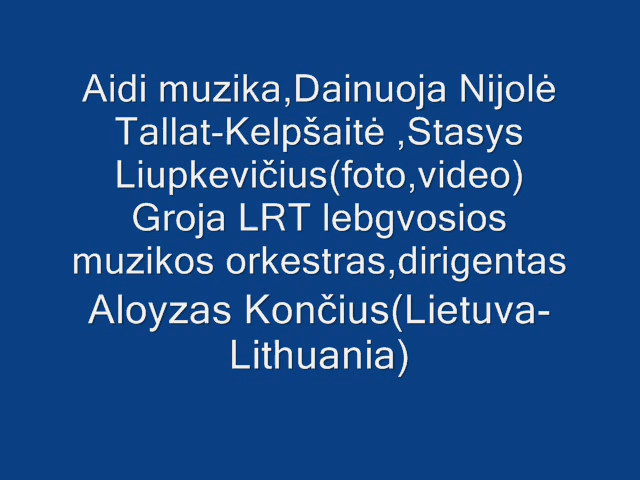 Aidi muzika,Dainuoja Nijolė
Tallat-Kelpšaitė ,Stasys
Liupkevičius(foto,video)
Groja LRT lebgvosios
muzikos orkestras,dirigentas
Aloyzas Končius(Lietuva-
Lithuania)